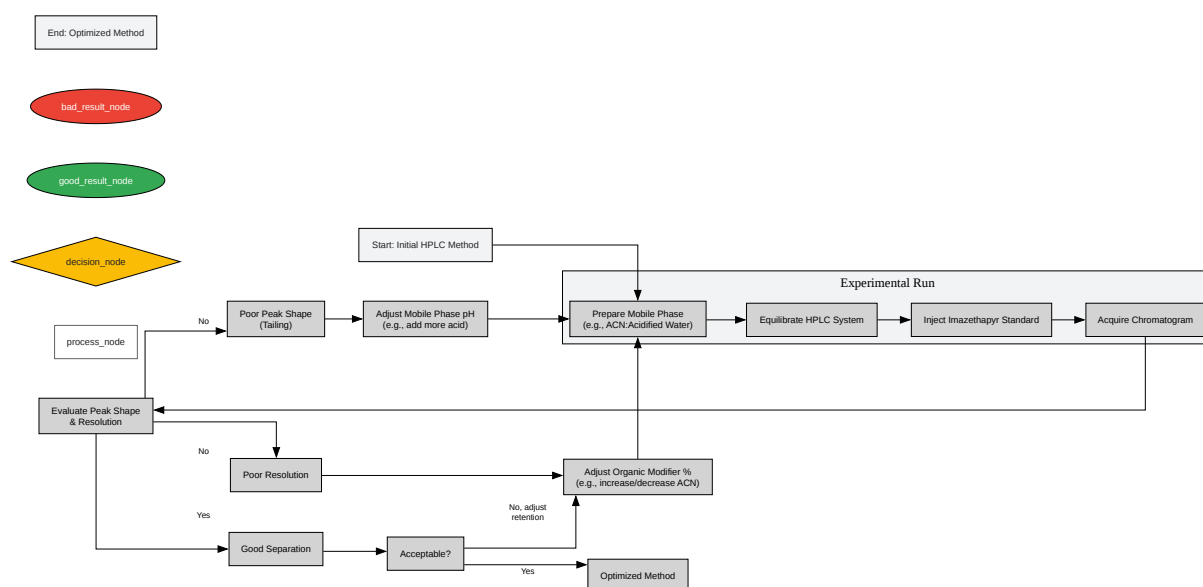 End: Optimized Method
bad_result_node
good_result_node
decision_node
process_node
Start: Initial HPLC Method
Experimental Run
Prepare Mobile Phase
(e.g., ACN:Acidified Water)
Equilibrate HPLC System
Inject Imazethapyr Standard
Acquire Chromatogram
No
Poor Peak Shape
(Tailing)
Adjust Mobile Phase pH
(e.g., add more acid)
Evaluate Peak Shape
& Resolution
No
Poor Resolution
Adjust Organic Modifier %
(e.g., increase/decrease ACN)
Yes
Good Separation
Acceptable?
No, adjust
retention
Yes
Optimized Method